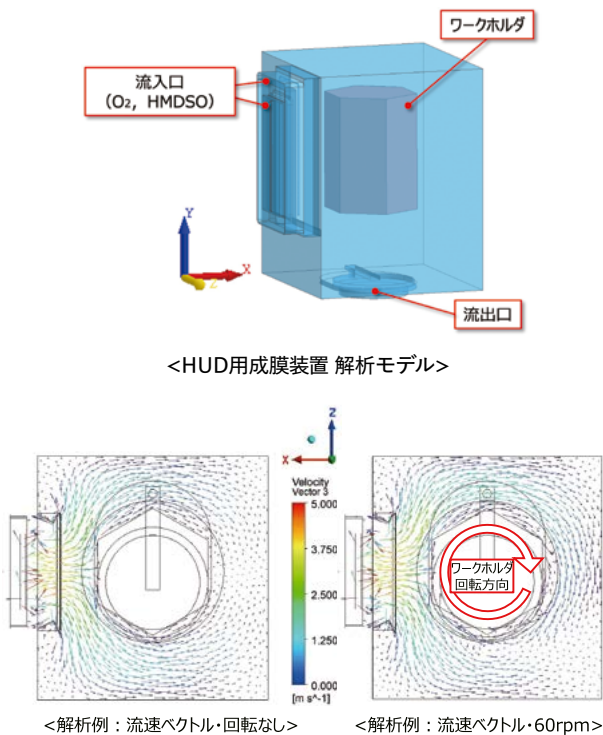 ワークホルダ
流入口
（O2，HMDSO）
Y
X
Z
流出口
<HUD用成膜装置 解析モデル>
Z
X
Velocity
Vector 3
5.000
3.750
2.500
1.250
0.000
[m s^-1]
ワークホルダ
回転方向
<解析例：流速ベクトル・回転なし>
<解析例：流速ベクトル・60rpm>